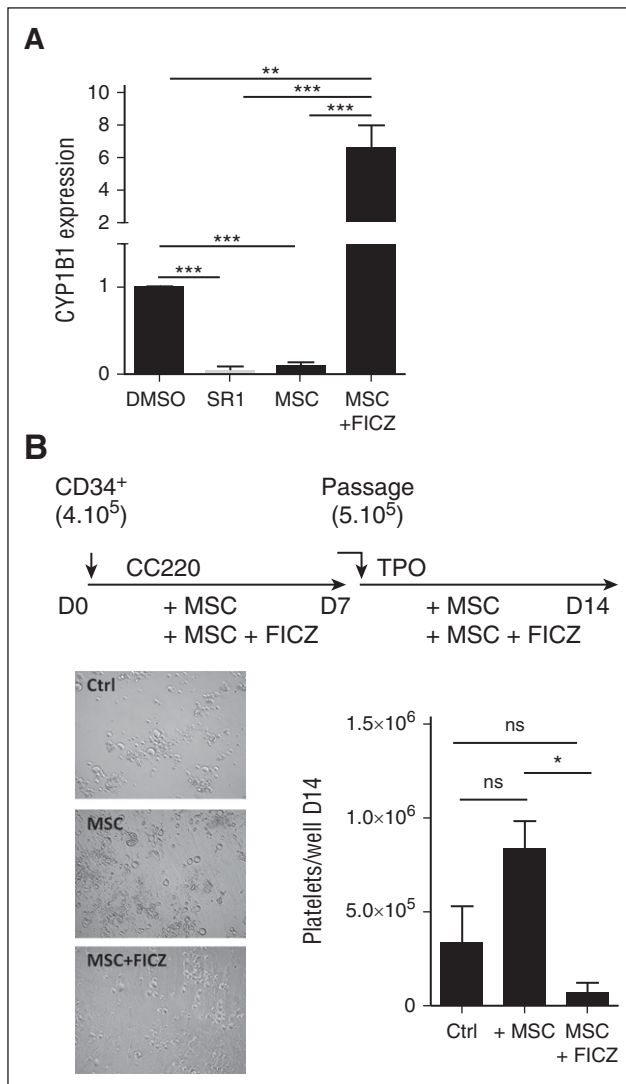 A
**
***
***
10
8
6
4
2
***
***
1
0
CYP1B1 expression
DMSO SR1 MSC MSC
+FICZ
B
CD34+
(4.10⁵)
Passage
(5.10⁵)
CC220 TPO
D0 + MSC D7 + MSC D14
+ MSC + FICZ + MSC + FICZ
Ctrl
MSC
MSC+FICZ
1.5×10⁶
1.0×10⁶
5.0×10⁵
0
Platelets/well D14
ns
ns *
Ctrl + MSC MSC
+ FICZ